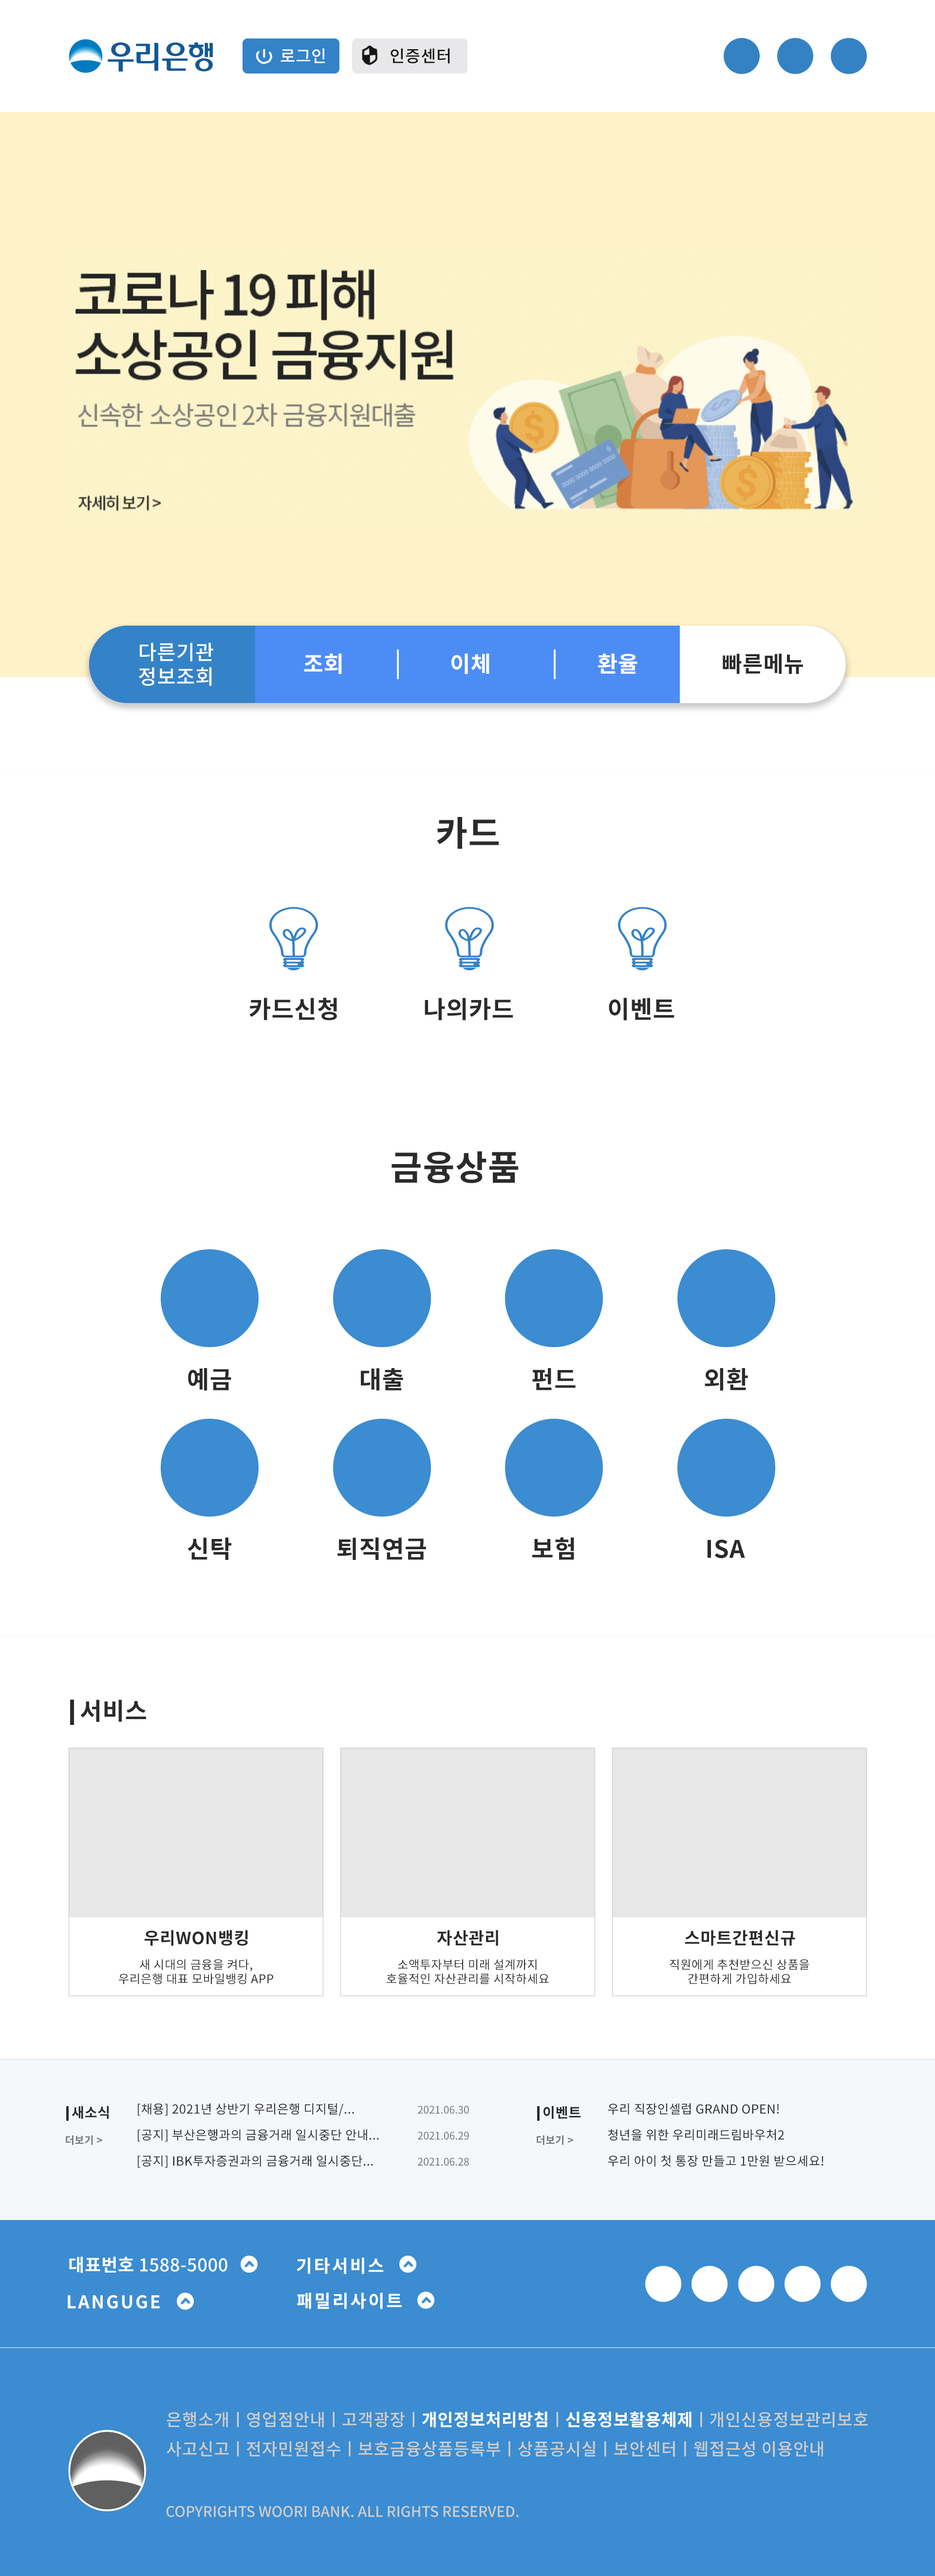 우리은행
로그인
인증센터
코로나 19 피해
소상공인 금융지원
신속한 소상공인 2차 금융지원대출
자세히 보기 >
다른기관
정보조회
조회
이체
환율
빠른메뉴
카드
카드신청
나의카드
이벤트
금융상품
예금
대출
펀드
외환
신탁
퇴직연금
보험
ISA
서비스
우리WON뱅킹
새 시대의 금융을 켜다,
우리은행 대표 모바일뱅킹 APP
자산관리
소액투자부터 미래 설계까지
호율적인 자산관리를 시작하세요
스마트간편신규
직원에게 추천받으신 상품을
간편하게 가입하세요
새소식
더보기 >
[채용] 2021년 상반기 우리은행 디지털/... 2021.06.30
[공지] 부산은행과의 금융거래 일시중단 안내... 2021.06.29
[공지] IBK투자증권과의 금융거래 일시중단... 2021.06.28
이벤트
더보기 >
우리 직장인셀럽 GRAND OPEN!
청년을 위한 우리미래드림바우처2
우리 아이 첫 통장 만들고 1만원 받으세요!
대표번호 1588-5000
기타서비스
LANGUGE
패밀리사이트
은행소개 | 영업점안내 | 고객광장 | 개인정보처리방침 | 신용정보활용체제 | 개인신용정보관리보호
사고신고 | 전자민원접수 | 보호금융상품등록부 | 상품공시실 | 보안센터 | 웹접근성 이용안내
COPYRIGHTS WOORI BANK. ALL RIGHTS RESERVED.